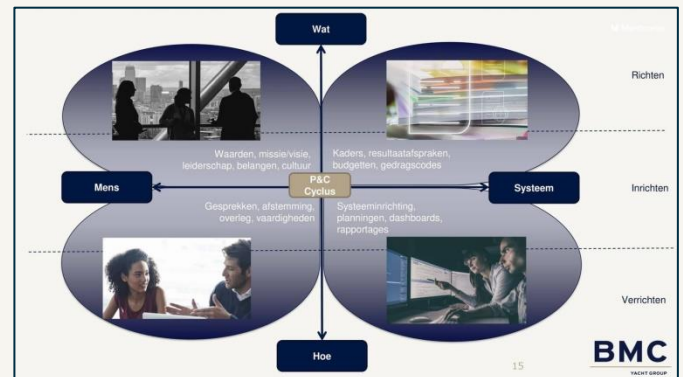 Wat
Richten
Waarden, missie/visie,
leiderschap, belangen, cultuur
Kaders, resultaatafspraken,
budgetten, gedragscodes
Mens
P&C
Cyclus
Systeem
Inrichten
Gesprekken, afstemming,
overleg, vaardigheden
Systeeminrichting,
planningen, dashboards,
rapportages
Verrichten
Hoe
15
BMC
YACHT GROUP